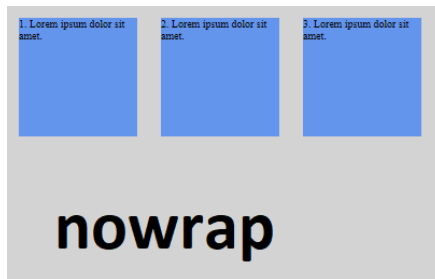 1. Lorem ipsum dolor sit
amet.
2. Lorem ipsum dolor sit
amet.
3. Lorem ipsum dolor sit
amet.
nowrap